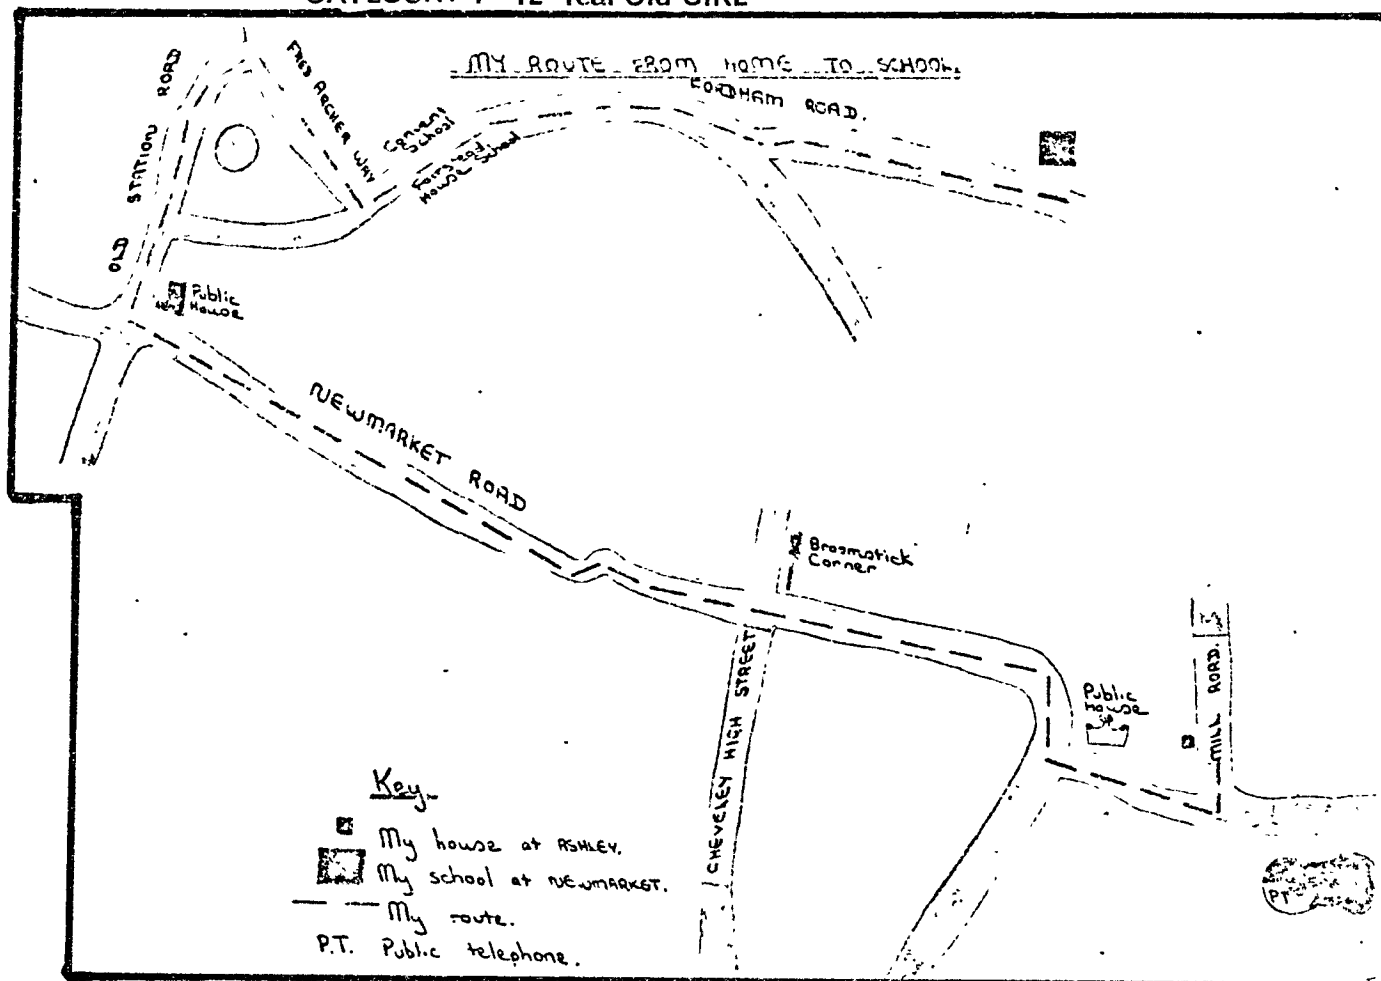 MY ROUTE FROM HOME TO SCHOOL.
FORDHAM ROAD.
OLD STATION ROAD
FRED ARCHER WAY
Convent
School
Fairstead
House School
Public
House
NEWMARKET ROAD
Broomstick
Corner
CHEVELEY HIGH STREET
Public
House
MILL ROAD.
PT
Key
My house at ASHLEY.
My school at NEWMARKET.
My route.
P.T. Public telephone.